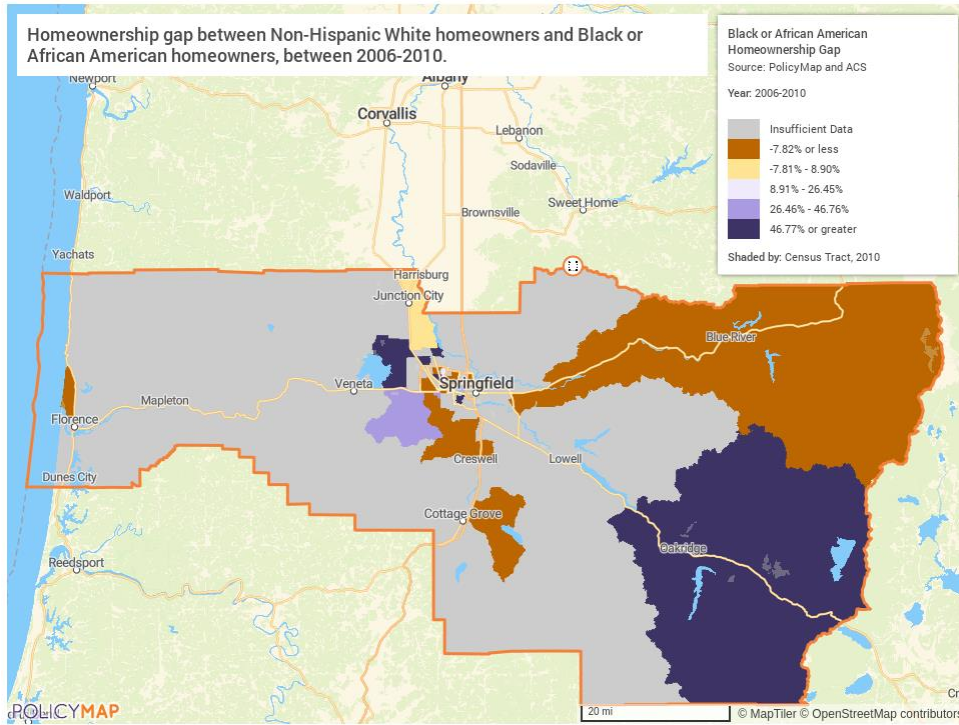 Homeownership gap between Non-Hispanic White homeowners and Black or
African American homeowners, between 2006-2010.
Black or African American
Homeownership Gap
Source: PolicyMap and ACS
Year: 2006-2010
Insufficient Data
-7.82% or less
-7.81% - 8.90%
8.91% - 26.45%
26.46% - 46.76%
46.77% or greater
Shaded by: Census Tract, 2010
Newport
Albany
Corvallis
Lebanon
Sodaville
Waldport
Sweet Home
Brownsville
Yachats
Harrisburg
Junction City
Blue River
Veneta
Springfield
Mapleton
Florence
Creswell
Lowell
Dunes City
Cottage Grove
Oakridge
Reedsport
POLICYMAP
20 mi
© MapTiler © OpenStreetMap contributors